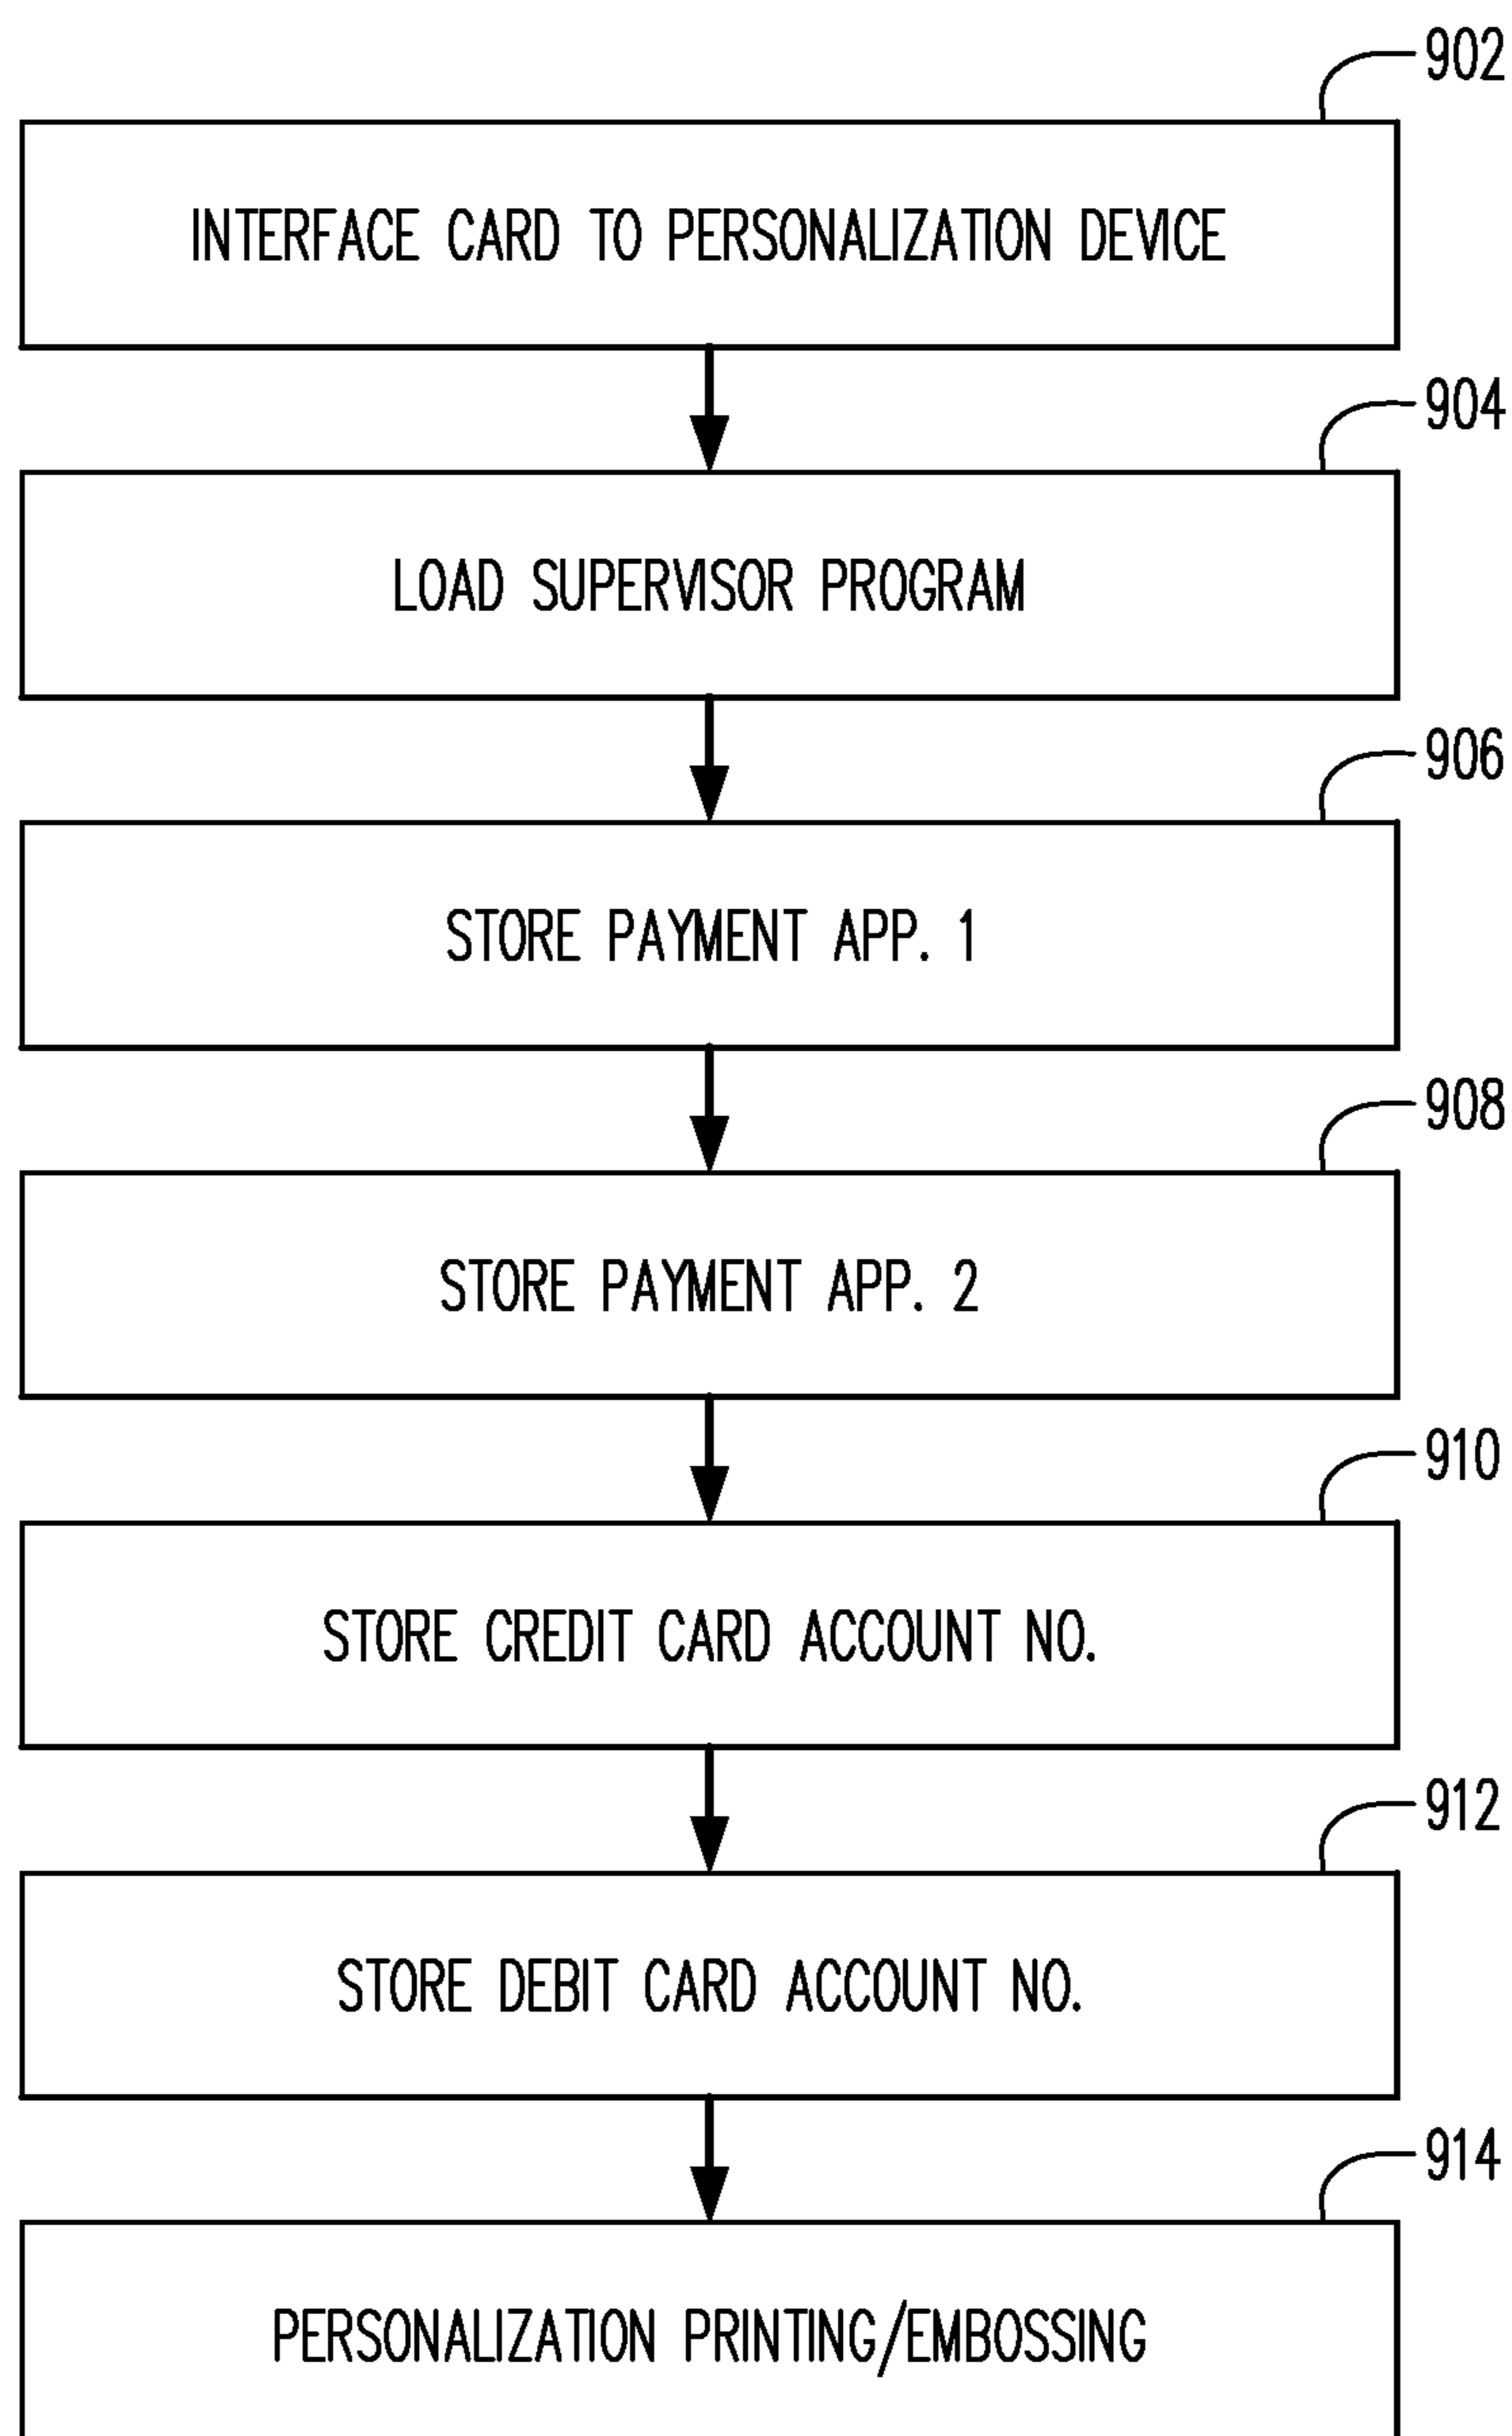 902
INTERFACE CARD TO PERSONALIZATION DEVICE
904
LOAD SUPERVISOR PROGRAM
906
STORE PAYMENT APP. 1
908
STORE PAYMENT APP. 2
910
STORE CREDIT CARD ACCOUNT NO.
912
STORE DEBIT CARD ACCOUNT NO.
914
PERSONALIZATION PRINTING/EMBOSSING